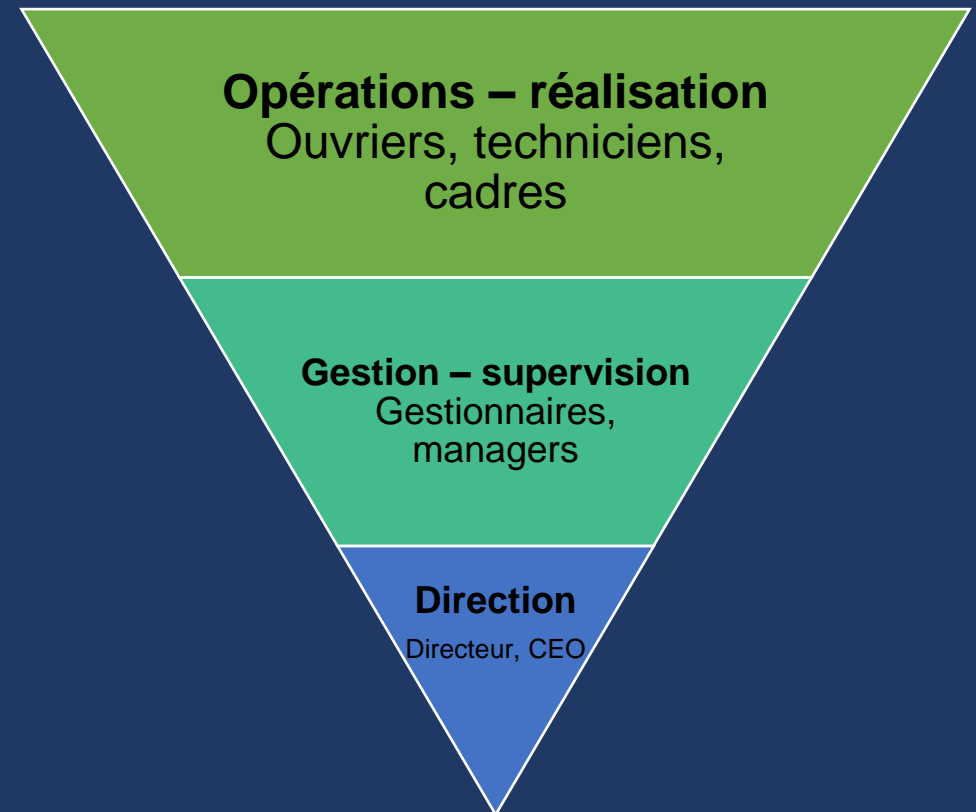 Opérations – réalisation
Ouvriers, techniciens,
cadres
Gestion – supervision
Gestionnaires,
managers
Direction
Directeur, CEO